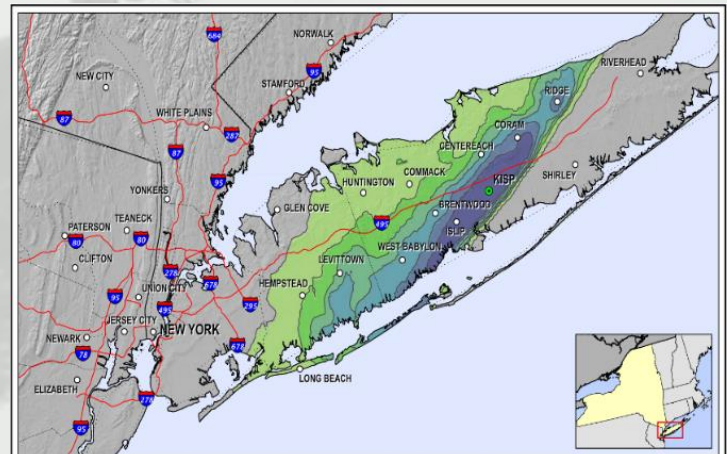 684
NORWALK
95
NEW CITY
STAMFORD
RIVERHEAD
RIDGE
87
WHITE PLAINS
287
CORAM
87
CENTEREACH
YONKERS
95
COMMACK
HUNTINGTON
KISP
SHIRLEY
GLEN COVE
BRENTWOOD
PATERSON
TEANECK
495
ISLIP
80
80
WEST BABYLON
CLIFTON
278
LEVITTOWN
UNION CITY
678
HEMPSTEAD
95
495
295
JERSEY CITY
NEW YORK
NEWARK
78
678
LONG BEACH
ELIZABETH
278
95